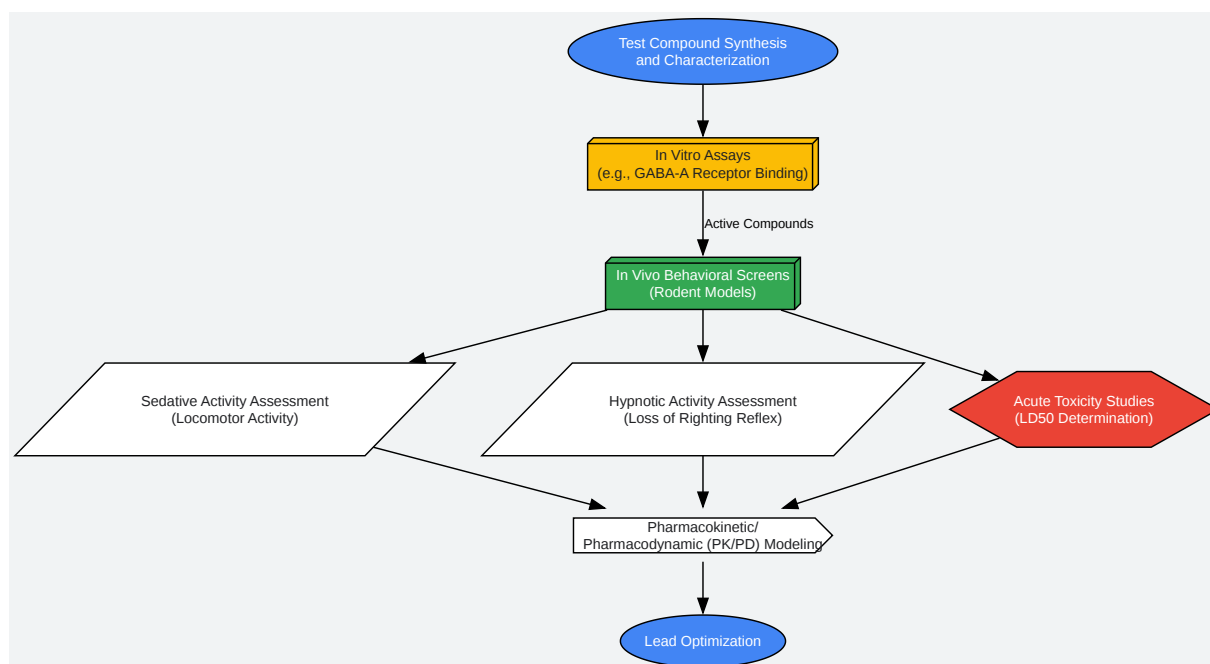 Test Compound Synthesis
and Characterization
In Vitro Assays
(e.g., GABA-A Receptor Binding)
Active Compounds
In Vivo Behavioral Screens
(Rodent Models)
Sedative Activity Assessment
(Locomotor Activity)
Hypnotic Activity Assessment
(Loss of Righting Reflex)
Acute Toxicity Studies
(LD50 Determination)
Pharmacokinetic/
Pharmacodynamic (PK/PD) Modeling
Lead Optimization